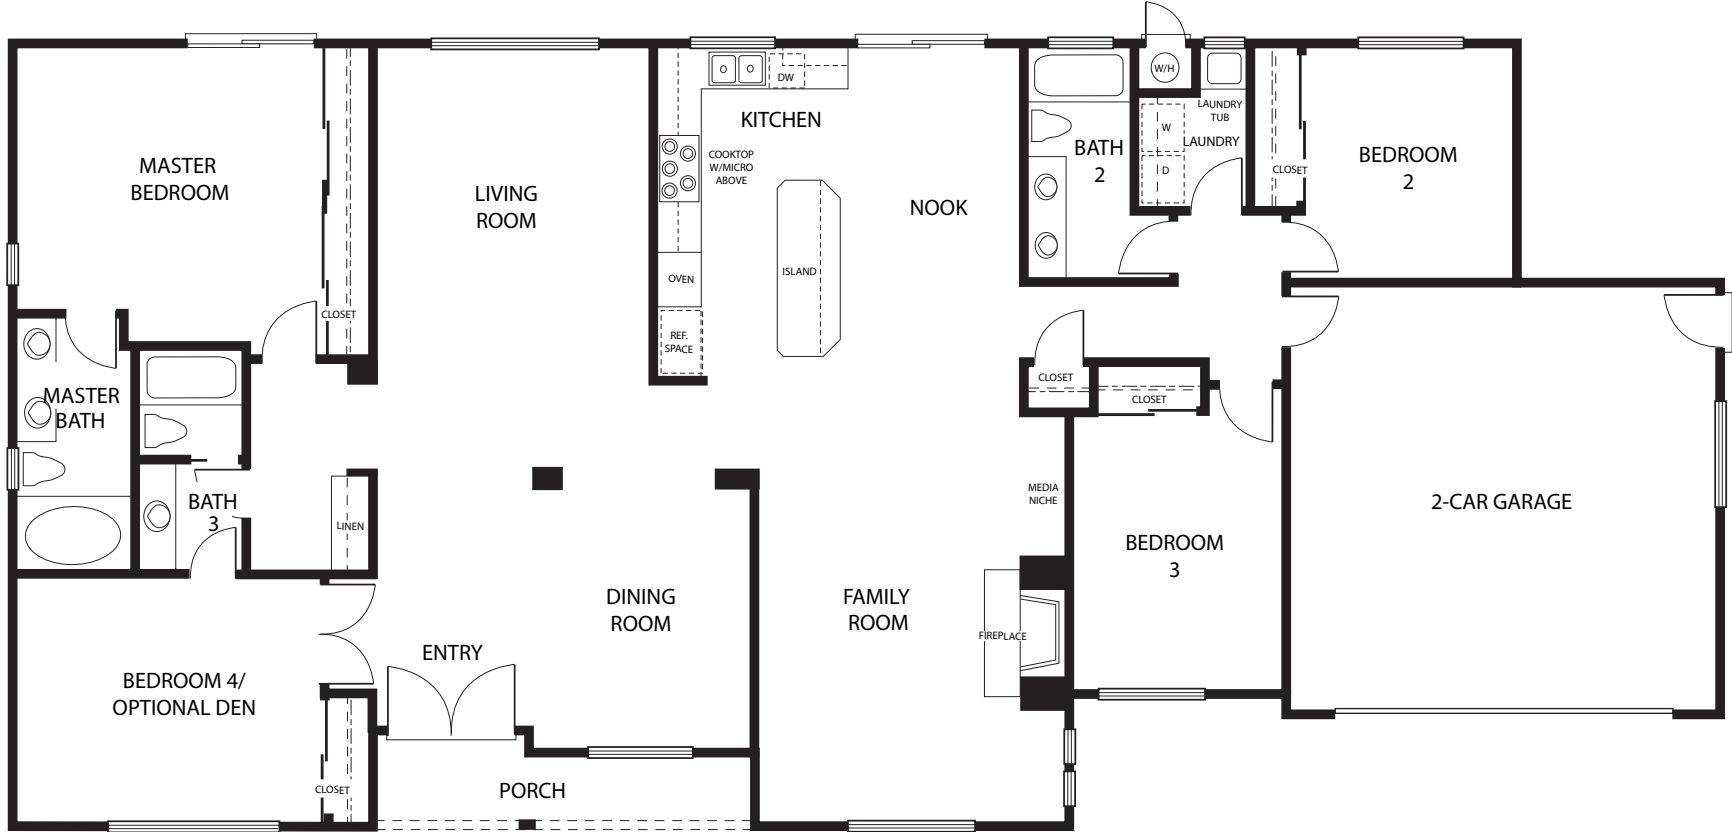 MASTER
BEDROOM
CLOSET
LIVING
ROOM
DW
KITCHEN
COOKTOP
W/MICRO
ABOVE
OVEN
REF.
SPACE
ISLAND
NOOK
BATH
2
W/H
LAUNDRY
TUB
W
LAUNDRY
D
CLOSET
BEDROOM
2
MASTER
BATH
BATH
3
LINEN
CLOSET
CLOSET
MEDIA
NICHE
2-CAR GARAGE
BEDROOM
3
DINING
ROOM
FAMILY
ROOM
FIREPLACE
ENTRY
BEDROOM 4/
OPTIONAL DEN
CLOSET
PORCH